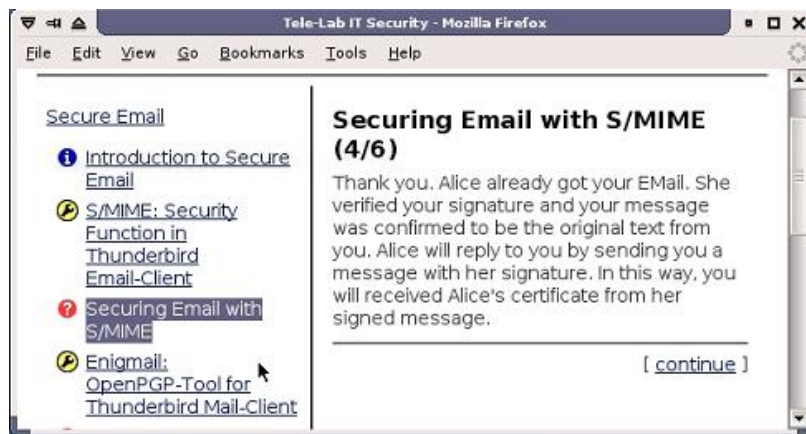 Tele-Lab IT Security - Mozilla Firefox
File Edit View Go Bookmarks Tools Help
Secure Email
Introduction to Secure
Email
S/MIME: Security
Function in
Thunderbird
Email-Client
Securing Email with
S/MIME
Enigmail:
OpenPGP-Tool for
Thunderbird Mail-Client
Securing Email with S/MIME
(4/6)
Thank you. Alice already got your EMail. She
verified your signature and your message
was confirmed to be the original text from
you. Alice will reply to you by sending you a
message with her signature. In this way, you
will received Alice's certificate from her
signed message.
[ continue ]